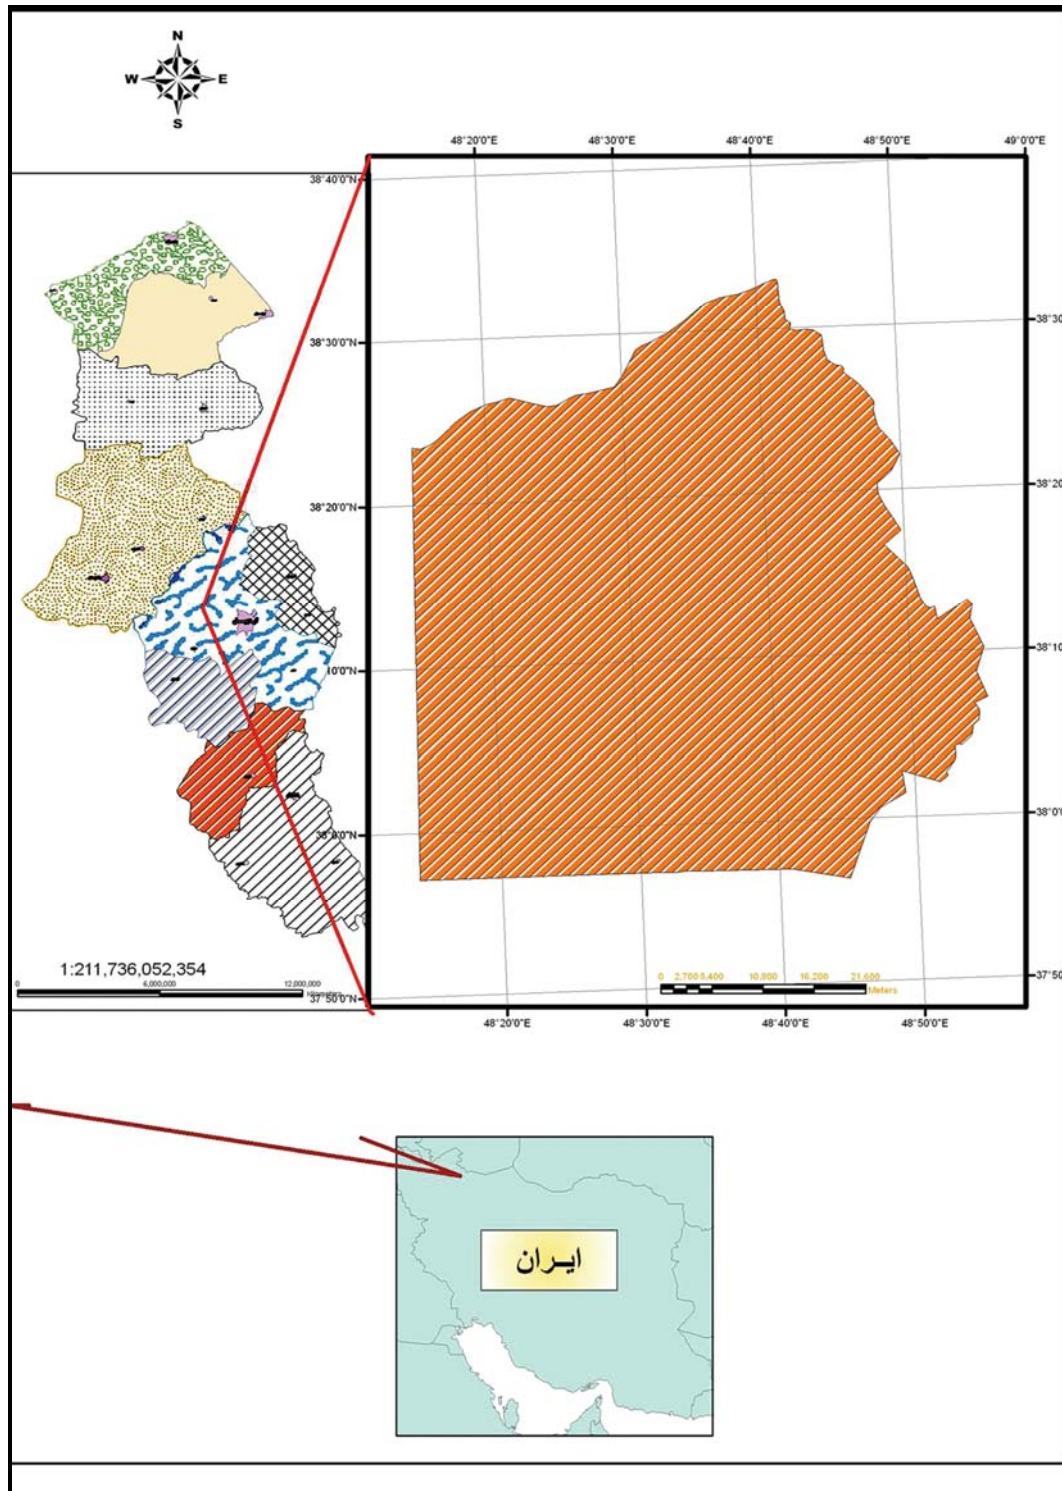 N
W E
S
48°20'0"E 48°30'0"E 48°40'0"E 48°50'0"E 49°0'0"E
38°40'0"N
38°30'0"N
38°20'0"N
38°0'0"N
37°50'0"N
1:211,736,052,354
0 6,000,000 12,000,000
Kilometers
0 2,700 5,400 10,800 16,200 21,600
Meters
48°20'0"E 48°30'0"E 48°40'0"E 48°50'0"E
ایـران